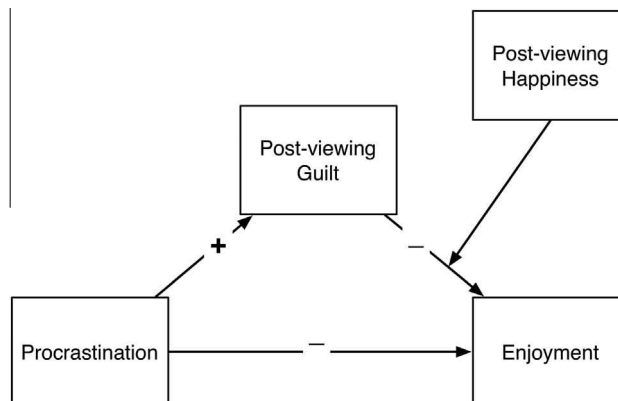 Post-viewing
Happiness
Post-viewing
Guilt
+
–
Procrastination
–
Enjoyment